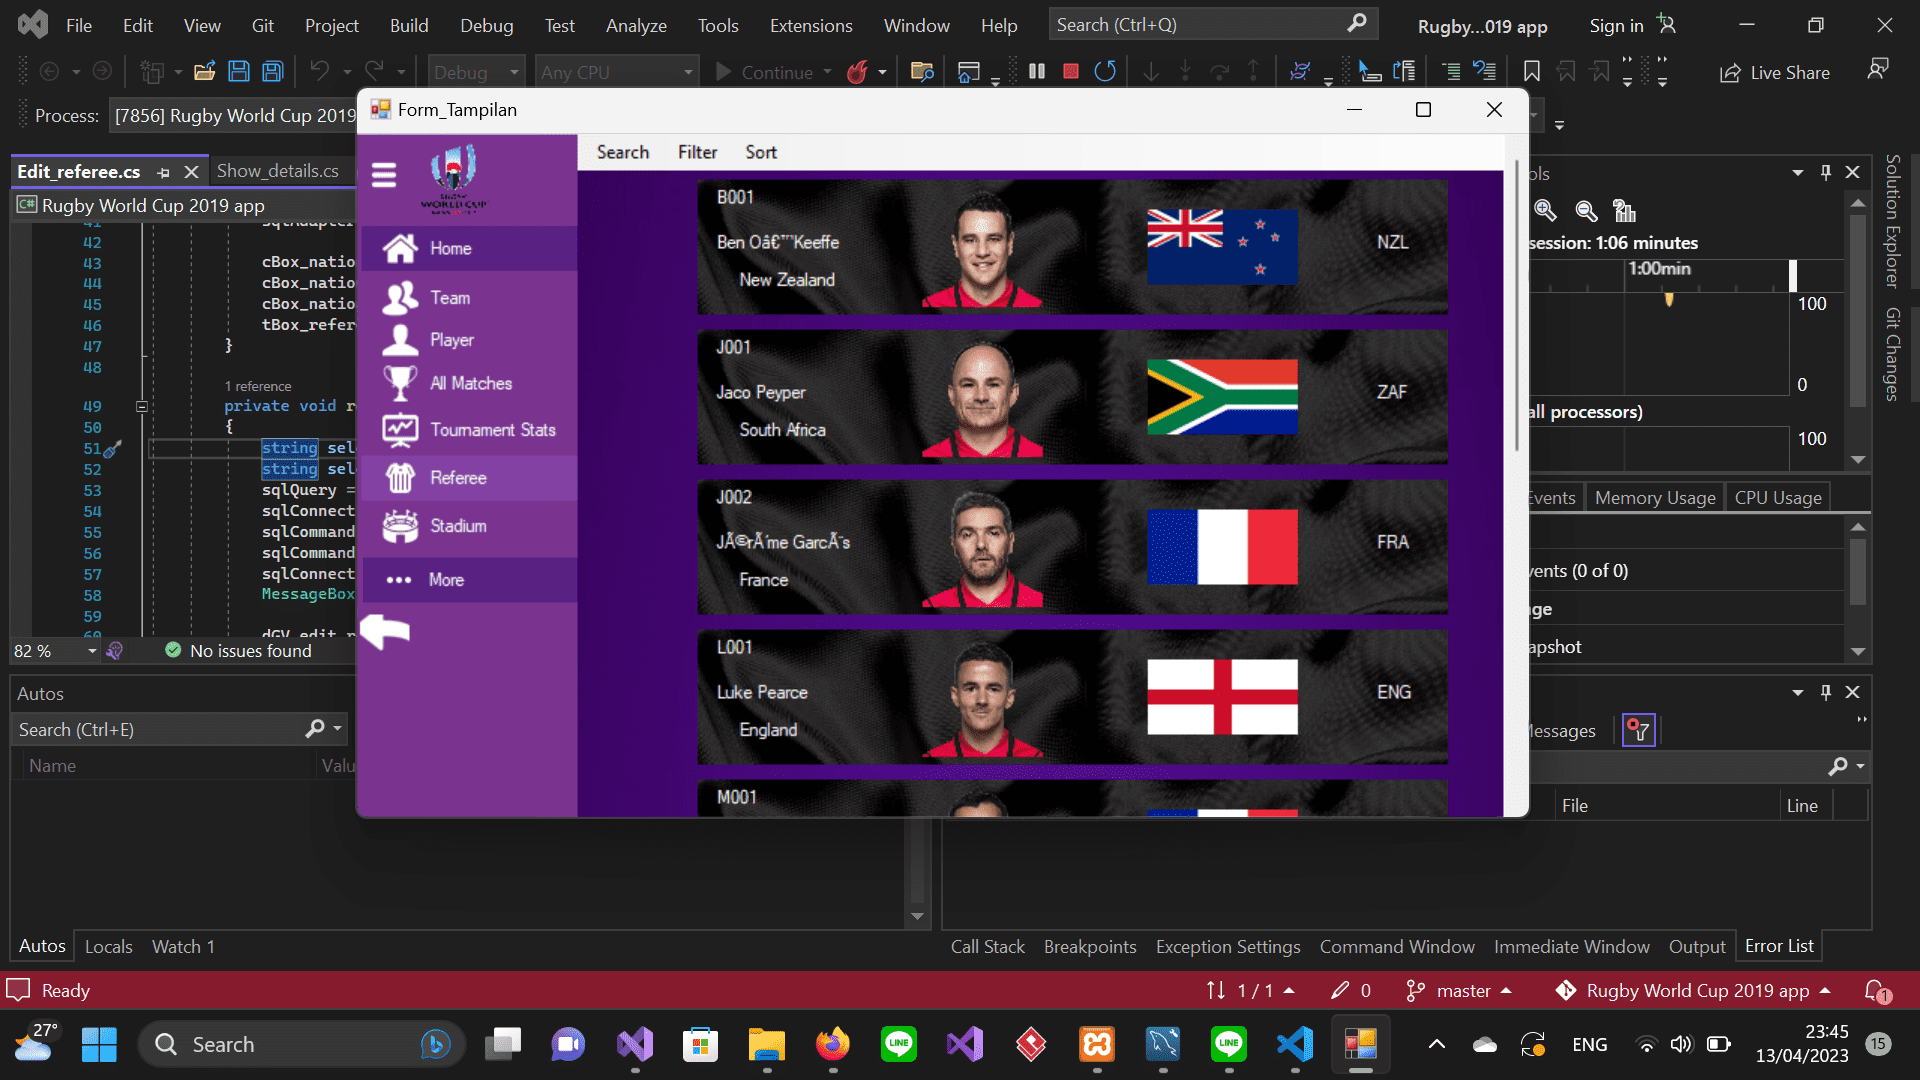 File Edit View Git Project Build Debug Test Analyze Tools Extensions Window Help Search (Ctrl+Q) Rugby...019 app Sign in
Debug Any CPU Continue Live Share
Process: [7856] Rugby World Cup 2019
Form_Tampilan
Edit_referee.cs Show_details.cs
Rugby World Cup 2019 app
42
43 cBox_natio
44 cBox_natio
45 cBox_natio
46 tBox_refer
47 }
48
1 reference
49 private void r
50 {
51 string sel
52 string sel
53 sqlQuery =
54 sqlConnect
55 sqlCommand
56 sqlCommand
57 sqlConnect
58 MessageBox
59
60 dGV_edit_r
82 % No issues found
WORLD CUP
Home
Team
Player
All Matches
Tournament Stats
Referee
Stadium
More
Search Filter Sort
B001
Ben Oâ€™Keeffe
New Zealand
NZL
J001
Jaco Peyper
South Africa
ZAF
J002
JÃ©rÃ´me GarcÃ¨s
France
FRA
L001
Luke Pearce
England
ENG
M001
ols
session: 1:06 minutes
1:00min
100
0
all processors)
100
Events Memory Usage CPU Usage
vents (0 of 0)
ge
apshot
Solution Explorer
Git Changes
Autos
Search (Ctrl+E)
Name Valu
Messages
File Line
Autos Locals Watch 1
Call Stack Breakpoints Exception Settings Command Window Immediate Window Output Error List
Ready 1 / 1 0 master Rugby World Cup 2019 app 1
27° Search LINE LINE ENG 23:45
13/04/2023 15